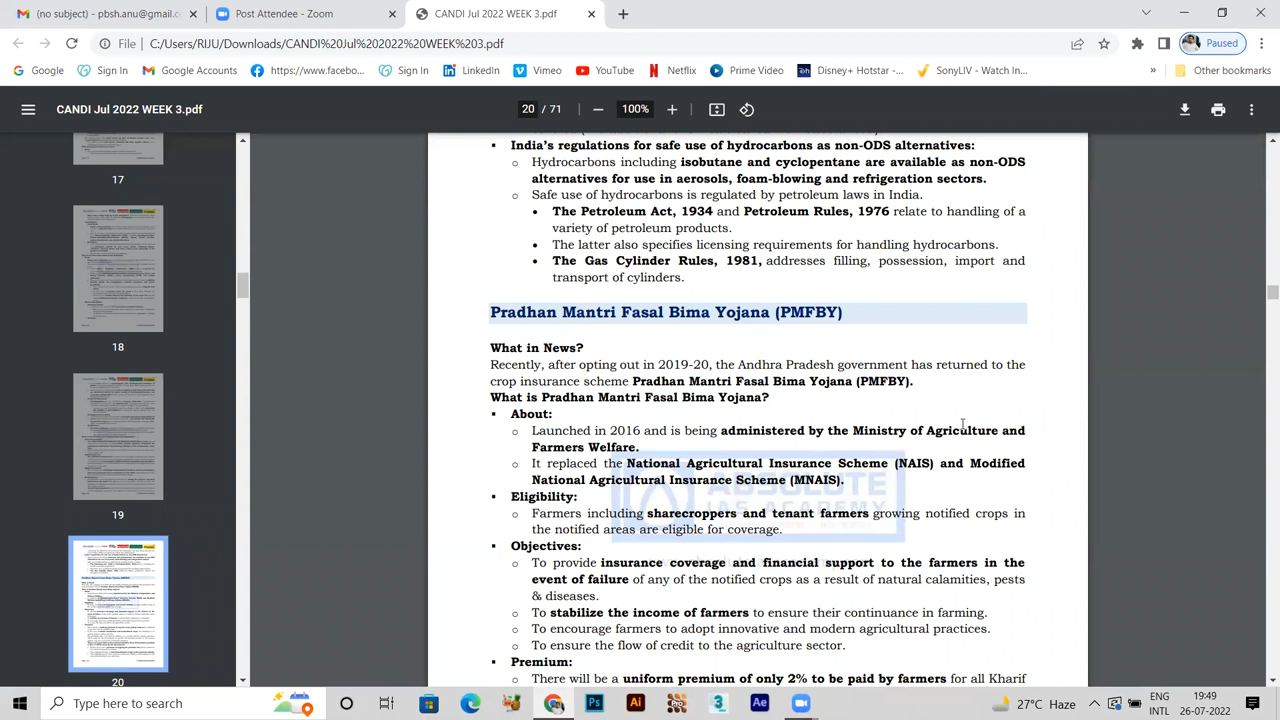 (no subject) - pbshanu@gmail.c
Post Attendee - Zoom
CANDI Jul 2022 WEEK 3.pdf
File
C:/Users/RIJU/Downloads/CANDI%20Jul%202022%20WEEK%203.pdf
Paused
Google
Sign In
Google Accounts
https://www.facebo...
Sign In
LinkedIn
Vimeo
YouTube
Netflix
Prime Video
Disney+ Hotstar -...
SonyLIV - Watch In...
Other bookmarks
CANDI Jul 2022 WEEK 3.pdf
20 / 71
100%
17
18
19
20
India's regulations for safe use of hydrocarbons as non-ODS alternatives:
Hydrocarbons including isobutane and cyclopentane are available as non-ODS
alternatives for use in aerosols, foam-blowing and refrigeration sectors.
Safe use of hydrocarbons is regulated by petroleum laws in India.
The Petroleum Act, 1934 and Petroleum Rules, 1976 relate to handling of a
variety of petroleum products.
The latter also specifies licensing requirements for handling hydrocarbons.
The Gas Cylinder Rules, 1981, addresses filling, possession, import and
transport of cylinders.
Pradhan Mantri Fasal Bima Yojana (PMFBY)
What in News?
Recently, after opting out in 2019-20, the Andhra Pradesh government has returned to the
crop insurance scheme Pradhan Mantri Fasal Bima Yojana (PMFBY).
What is Pradhan Mantri Fasal Bima Yojana?
About:
Launched in 2016 and is being administered by the Ministry of Agriculture and
Farmers Welfare.
It replaced the National Agricultural Insurance Scheme (NAIS) and Modified
National Agricultural Insurance Scheme (MNAIS).
Eligibility:
Farmers including sharecroppers and tenant farmers growing notified crops in
the notified areas are eligible for coverage.
Objectives:
To provide insurance coverage and financial support to the farmers in the
event of failure of any of the notified crop as a result of natural calamities, pests
& diseases.
To stabilize the income of farmers to ensure their continuance in farming.
To encourage farmers to adopt innovative and modern agricultural practices.
To ensure the flow of credit to the agriculture sector.
Premium:
There will be a uniform premium of only 2% to be paid by farmers for all Kharif
Type here to search
27°C Haze
ENG
INTL
19:49
26-07-2022